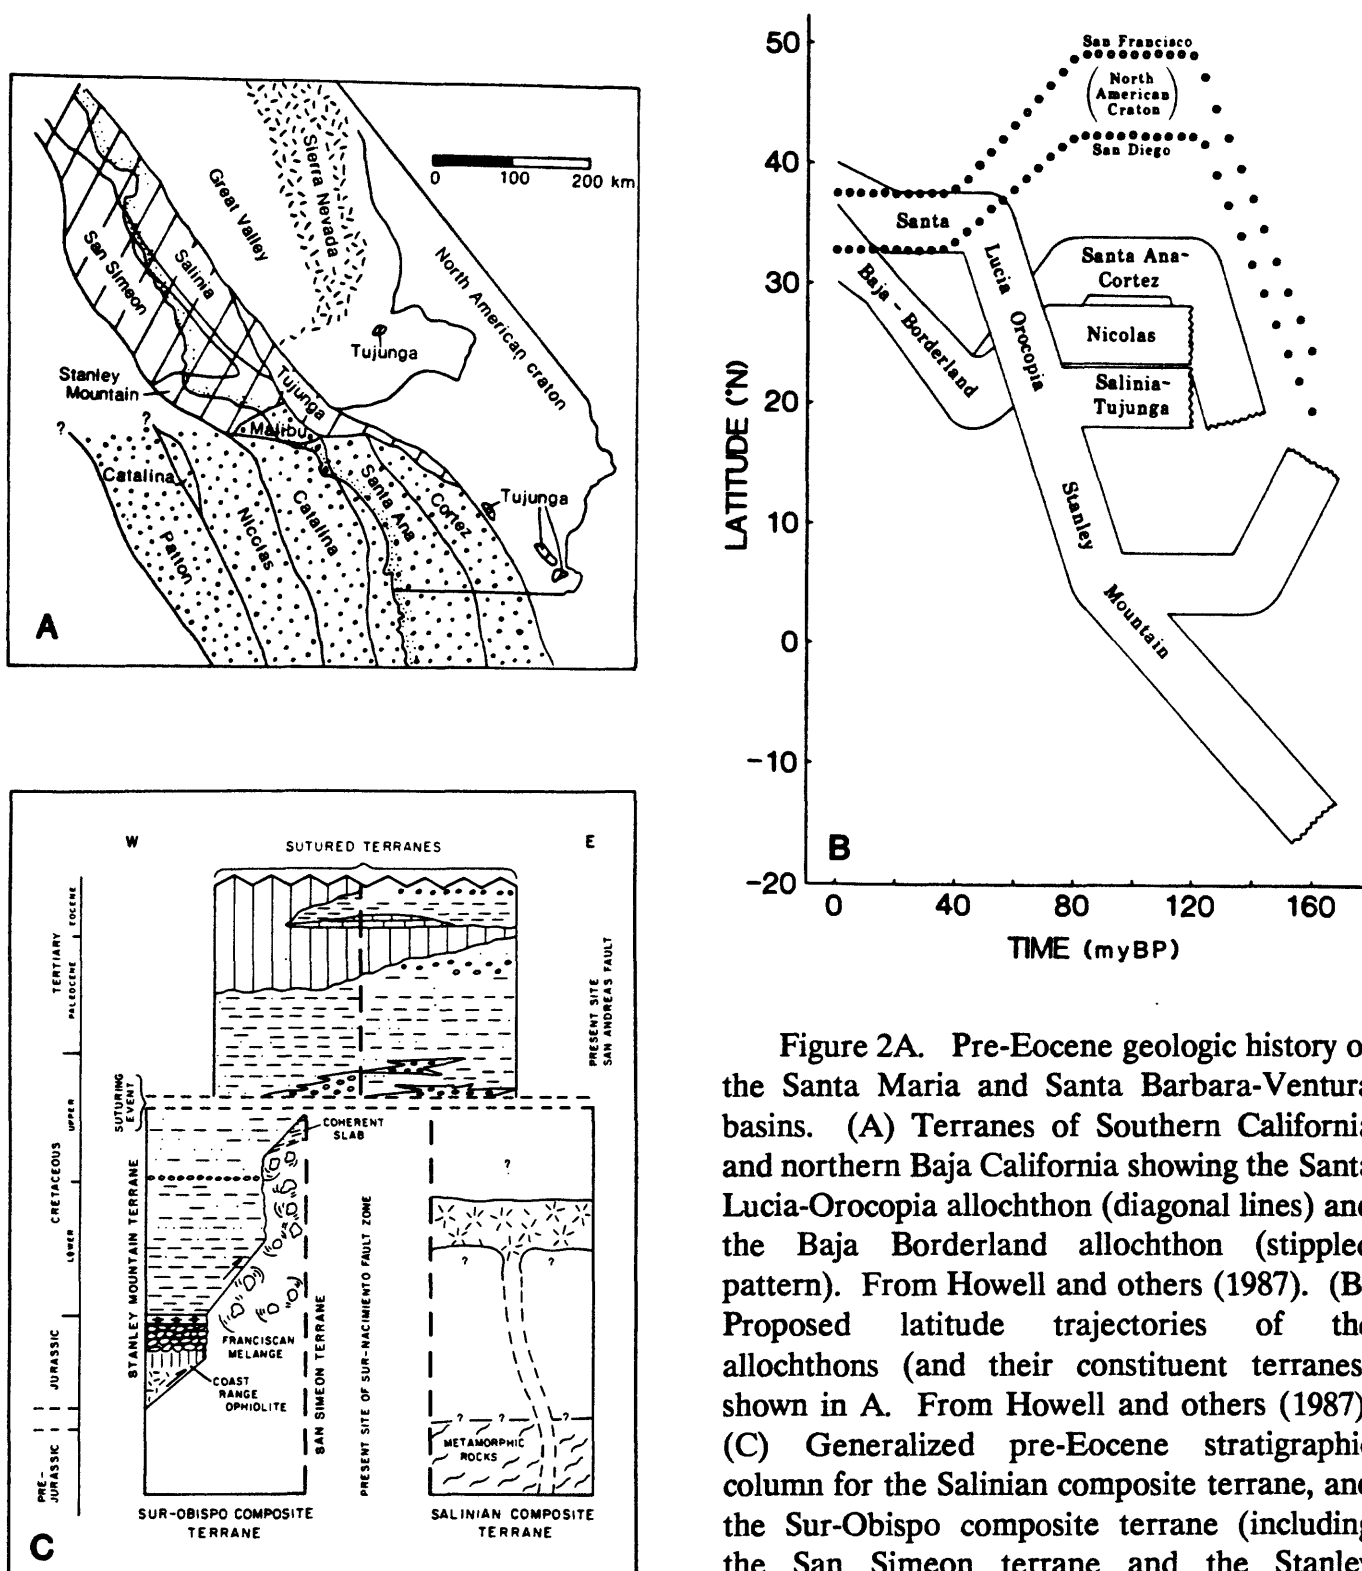 Great Valley
Sierra Nevada
0 100 200 km
North American craton
San Simeon
Salinia
Tujunga
Stanley
Mountain
Tujunga
?
?
Malibu
Catalina
Patton
Nicolas
Catalina
Santa Ana
Cortez
Tujunga
A
50
40
30
20
10
0
-10
-20
LATITUDE (°N)
San Francisco
North
American
Craton
San Diego
Santa
Lucia
Orocopia
Baja - Borderland
Santa Ana-
Cortez
Nicolas
Salinia-
Tujunga
Stanley
Mountain
B
0 40 80 120 160
TIME (myBP)
W E
SUTURED TERRANES
TERTIARY
EOCENE
PALEOCENE
PRESENT SITE
SAN ANDREAS FAULT
SUTURING
EVENT
CRETACEOUS
UPPER
LOWER
JURASSIC
PRE-
JURASSIC
STANLEY MOUNTAIN TERRANE
COHERENT
SLAB
FRANCISCAN
MELANGE
COAST
RANGE
OPHIOLITE
SAN SIMEON TERRANE
PRESENT SITE OF SUR-NACIMIENTO FAULT ZONE
?
? ?
? ?
METAMORPHIC
ROCKS
SUR-OBISPO COMPOSITE
TERRANE
SALINIAN COMPOSITE
TERRANE
C
Figure 2A. Pre-Eocene geologic history o
the Santa Maria and Santa Barbara-Ventura
basins. (A) Terranes of Southern California
and northern Baja California showing the Santa
Lucia-Orocopia allochthon (diagonal lines) and
the Baja Borderland allochthon (stippled
pattern). From Howell and others (1987). (B
Proposed latitude trajectories of the
allochthons (and their constituent terranes
shown in A. From Howell and others (1987)
(C) Generalized pre-Eocene stratigraphi
column for the Salinian composite terrane, and
the Sur-Obispo composite terrane (including
the San Simeon terrane and the Stanley